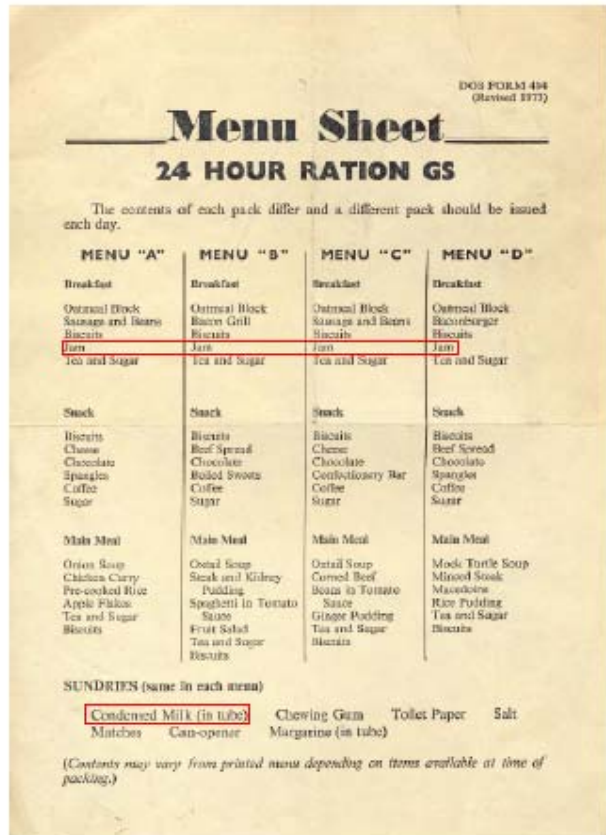 DOS FORM 494
(Revised 1973)
Menu Sheet
24 HOUR RATION GS
The contents of each pack differ and a different pack should be issued
each day.
MENU "A"
Breakfast
Oatmeal Block
Sausage and Beans
Biscuits
Jam
Tea and Sugar
Snack
Biscuits
Cheese
Chocolate
Spangles
Coffee
Sugar
Main Meal
Onion Soup
Chicken Curry
Pre-cooked Rice
Apple Flakes
Tea and Sugar
Biscuits
MENU "B"
Breakfast
Oatmeal Block
Bacon Grill
Biscuits
Jam
Tea and Sugar
Snack
Biscuits
Beef Spread
Chocolate
Boiled Sweets
Coffee
Sugar
Main Meal
Oxtail Soup
Steak and Kidney
Pudding
Spaghetti in Tomato
Sauce
Fruit Salad
Tea and Sugar
Biscuits
MENU "C"
Breakfast
Oatmeal Block
Sausage and Beans
Biscuits
Jam
Tea and Sugar
Snack
Biscuits
Cheese
Chocolate
Confectionery Bar
Coffee
Sugar
Main Meal
Oxtail Soup
Corned Beef
Beans in Tomato
Sauce
Ginger Pudding
Tea and Sugar
Biscuits
MENU "D"
Breakfast
Oatmeal Block
Baconburger
Biscuits
Jam
Tea and Sugar
Snack
Biscuits
Beef Spread
Chocolate
Spangles
Coffee
Sugar
Main Meal
Mock Turtle Soup
Minced Steak
Macedoine
Rice Pudding
Tea and Sugar
Biscuits
SUNDRIES (same in each menu)
Condensed Milk (in tube) Chewing Gum Toilet Paper Salt
Matches Can-opener Margarine (in tube)
(Contents may vary from printed menu depending on items available at time of
packing.)